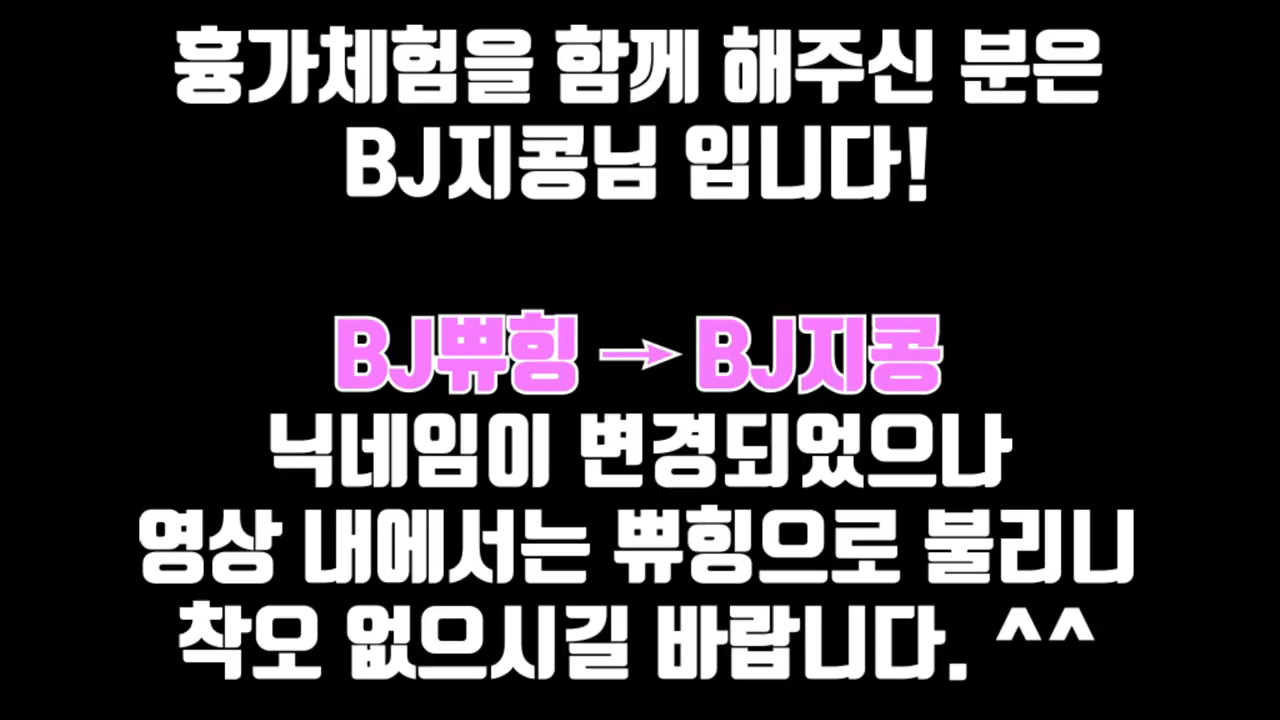 흉가체험을 함께 해주신 분은
BJ지콩님 입니다!
BJ쀼힝 → BJ지콩
닉네임이 변경되었으나
영상 내에서는 쀼힝으로 불리니
착오 없으시길 바랍니다. ^^